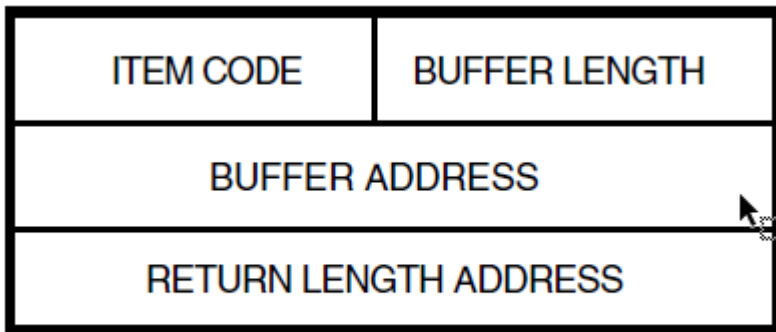 ITEM CODE BUFFER LENGTH
BUFFER ADDRESS
RETURN LENGTH ADDRESS